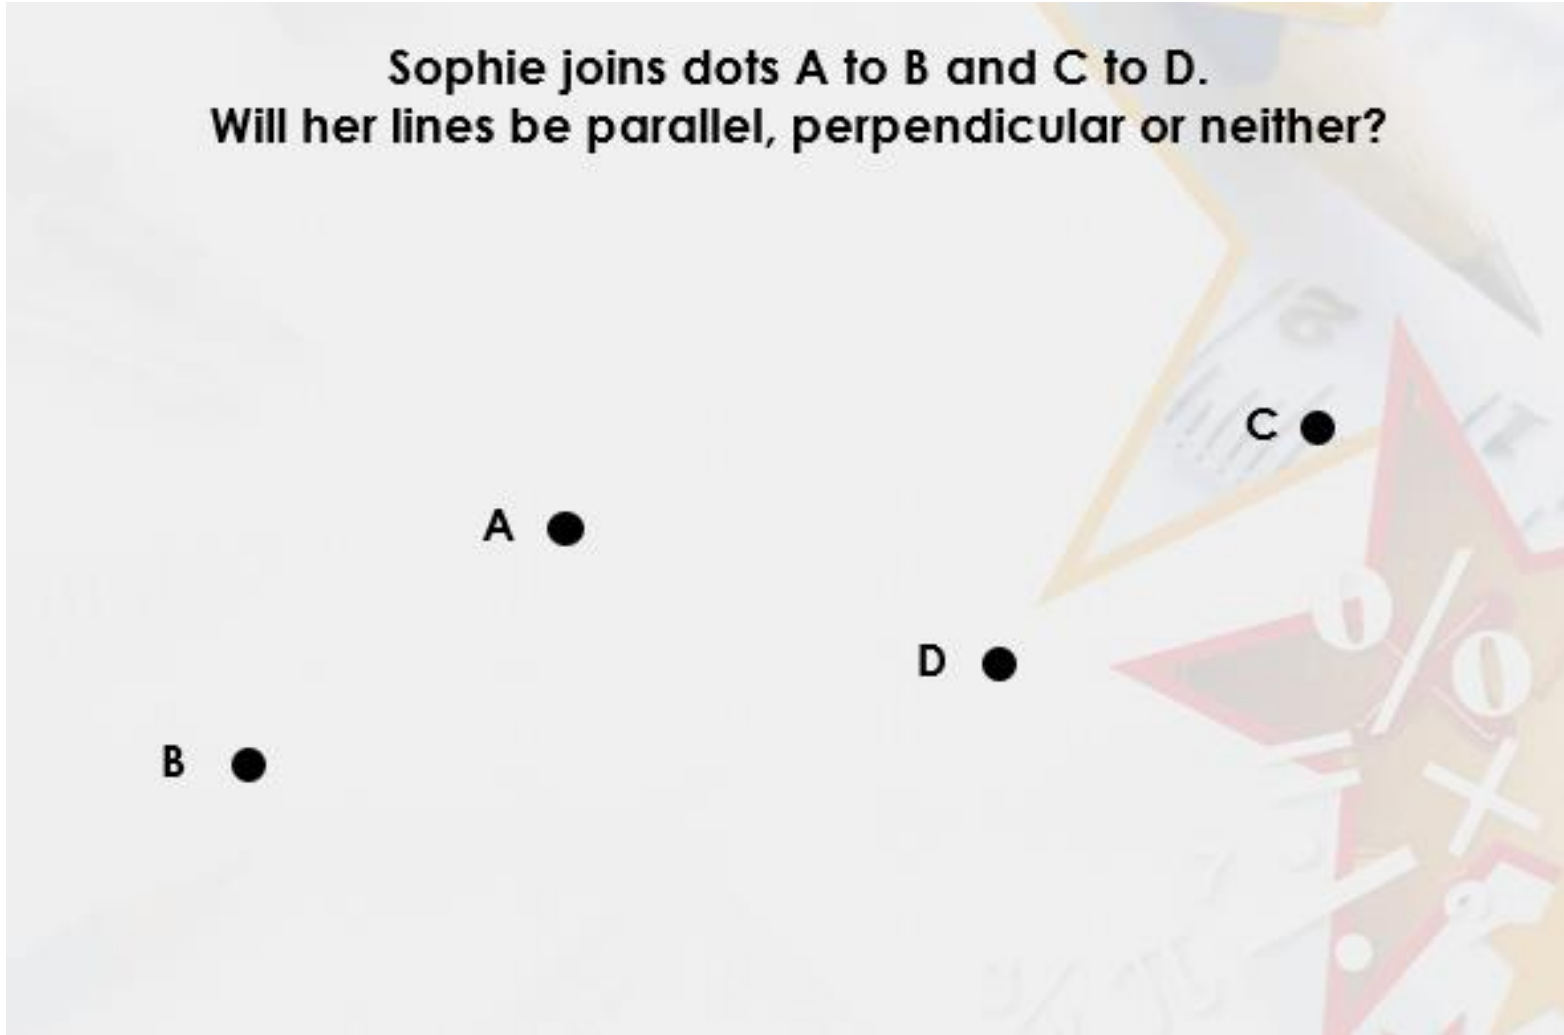 Sophie joins dots A to B and C to D.
Will her lines be parallel, perpendicular or neither?
C
A
D
B